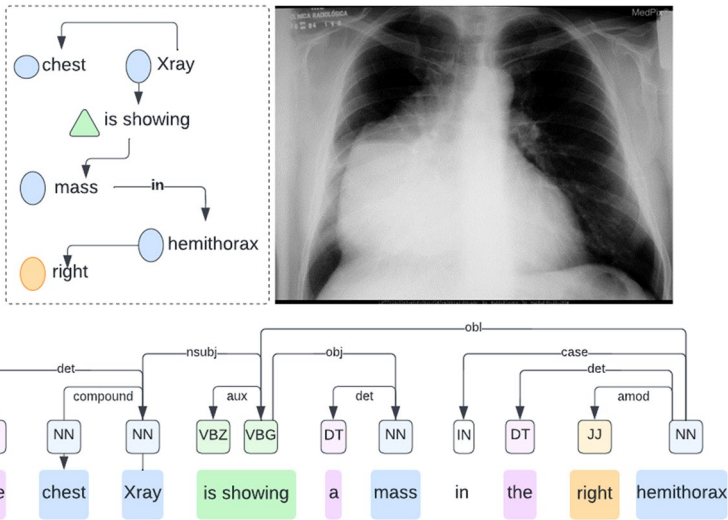 chest
Xray
is showing
mass
in
hemithorax
right
MedPix
obl
nsubj
obj
case
det
det
compound
aux
det
amod
NN
NN
VBZ
VBG
DT
NN
IN
DT
JJ
NN
e
chest
Xray
is showing
a
mass
in
the
right
hemithorax